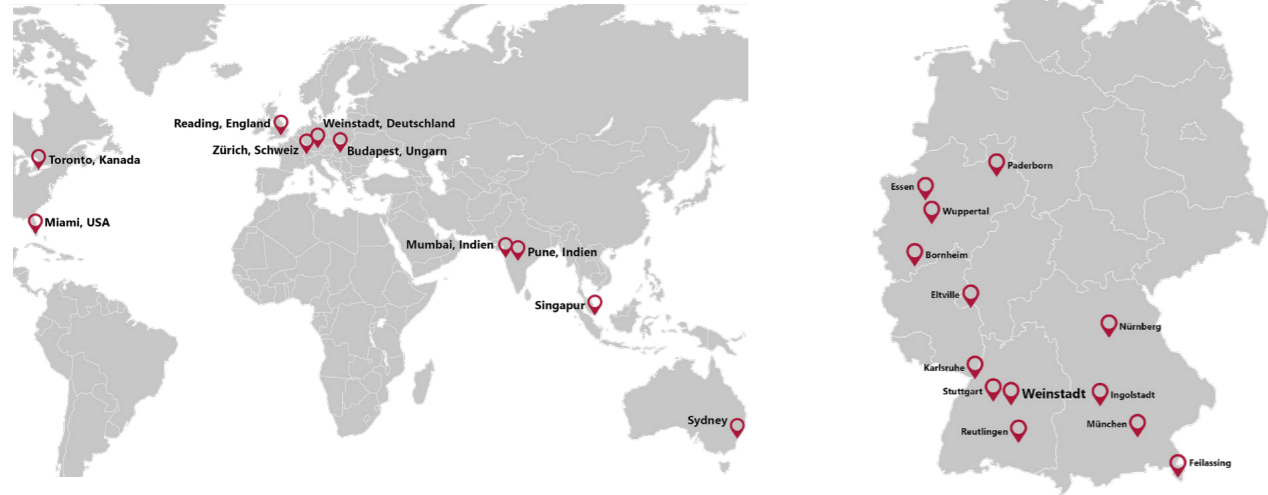 Reading, England
Weinstadt, Deutschland
Zürich, Schweiz
Budapest, Ungarn
Toronto, Kanada
Miami, USA
Mumbai, Indien
Pune, Indien
Singapur
Sydney
Paderborn
Essen
Wuppertal
Bornheim
Eltville
Nürnberg
Karlsruhe
Stuttgart
Weinstadt
Ingolstadt
Reutlingen
München
Feilassing